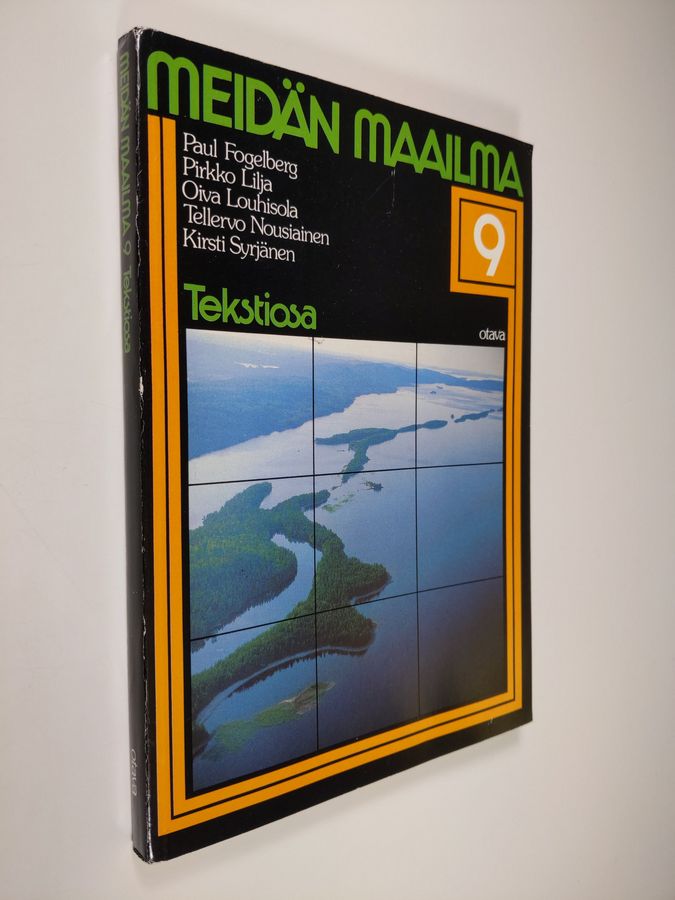 MEIDÄN MAAILMA
Paul Fogelberg
Pirkko Lilja
Oiva Louhisola
Tellervo Nousiainen
Kirsti Syrjänen
9
Tekstiosa
otava
MEIDÄN MAAILMA 9 Tekstiosa
otava